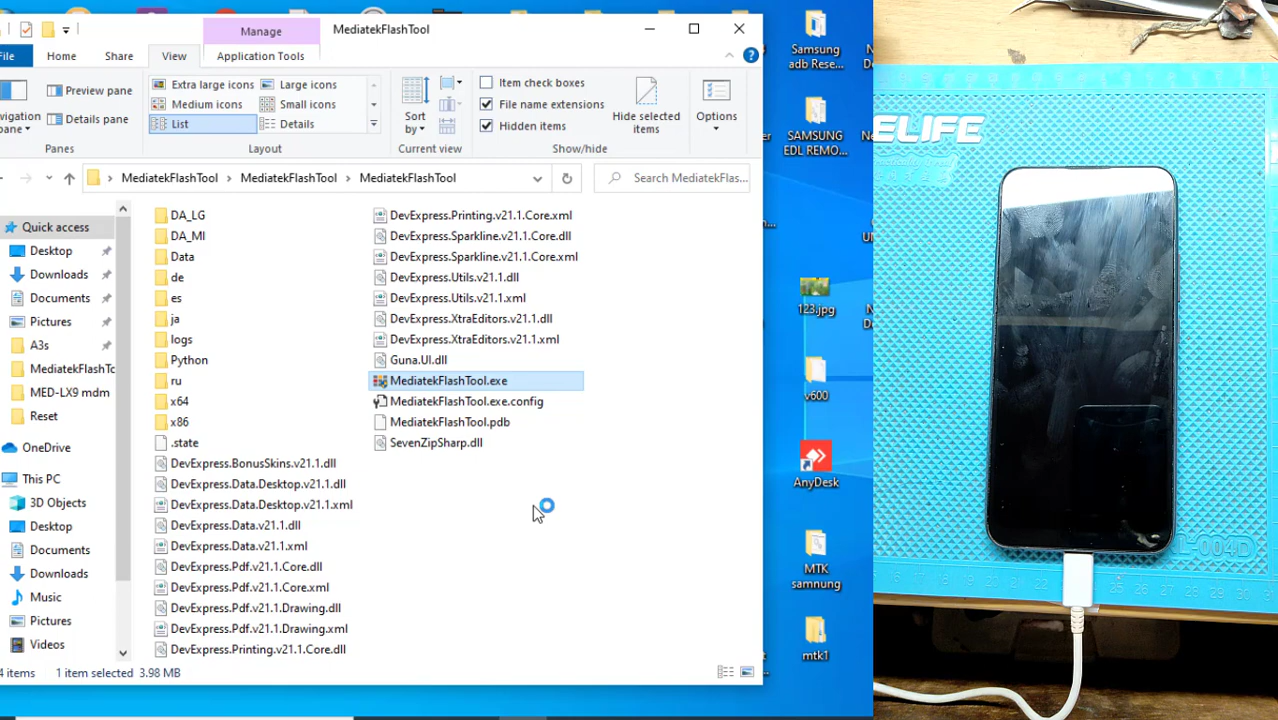 Manage
MediatekFlashTool
File
Home
Share
View
Application Tools
Preview pane
Details pane
Panes
Extra large icons
Large icons
Medium icons
Small icons
List
Details
Layout
Sort
by
Current view
Item check boxes
File name extensions
Hidden items
Hide selected
items
Show/hide
Options
MediatekFlashTool
MediatekFlashTool
MediatekFlashTool
Search MediatekFlas...
Quick access
Desktop
Downloads
Documents
Pictures
A3s
MediatekFlashTo
MED-LX9 mdm
Reset
OneDrive
This PC
3D Objects
Desktop
Documents
Downloads
Music
Pictures
Videos
DA_LG
DA_MI
Data
de
es
ja
logs
Python
ru
x64
x86
.state
DevExpress.BonusSkins.v21.1.dll
DevExpress.Data.Desktop.v21.1.dll
DevExpress.Data.Desktop.v21.1.xml
DevExpress.Data.v21.1.dll
DevExpress.Data.v21.1.xml
DevExpress.Pdf.v21.1.Core.dll
DevExpress.Pdf.v21.1.Core.xml
DevExpress.Pdf.v21.1.Drawing.dll
DevExpress.Pdf.v21.1.Drawing.xml
DevExpress.Printing.v21.1.Core.dll
DevExpress.Printing.v21.1.Core.xml
DevExpress.Sparkline.v21.1.Core.dll
DevExpress.Sparkline.v21.1.Core.xml
DevExpress.Utils.v21.1.dll
DevExpress.Utils.v21.1.xml
DevExpress.XtraEditors.v21.1.dll
DevExpress.XtraEditors.v21.1.xml
Guna.UI.dll
MediatekFlashTool.exe
MediatekFlashTool.exe.config
MediatekFlashTool.pdb
SevenZipSharp.dll
4 items
1 item selected 3.98 MB
Samsung
adb Rese...
SAMSUNG
EDL REMO...
123.jpg
v600
AnyDesk
MTK
samnung
mtk1
ELIFE
L-004D